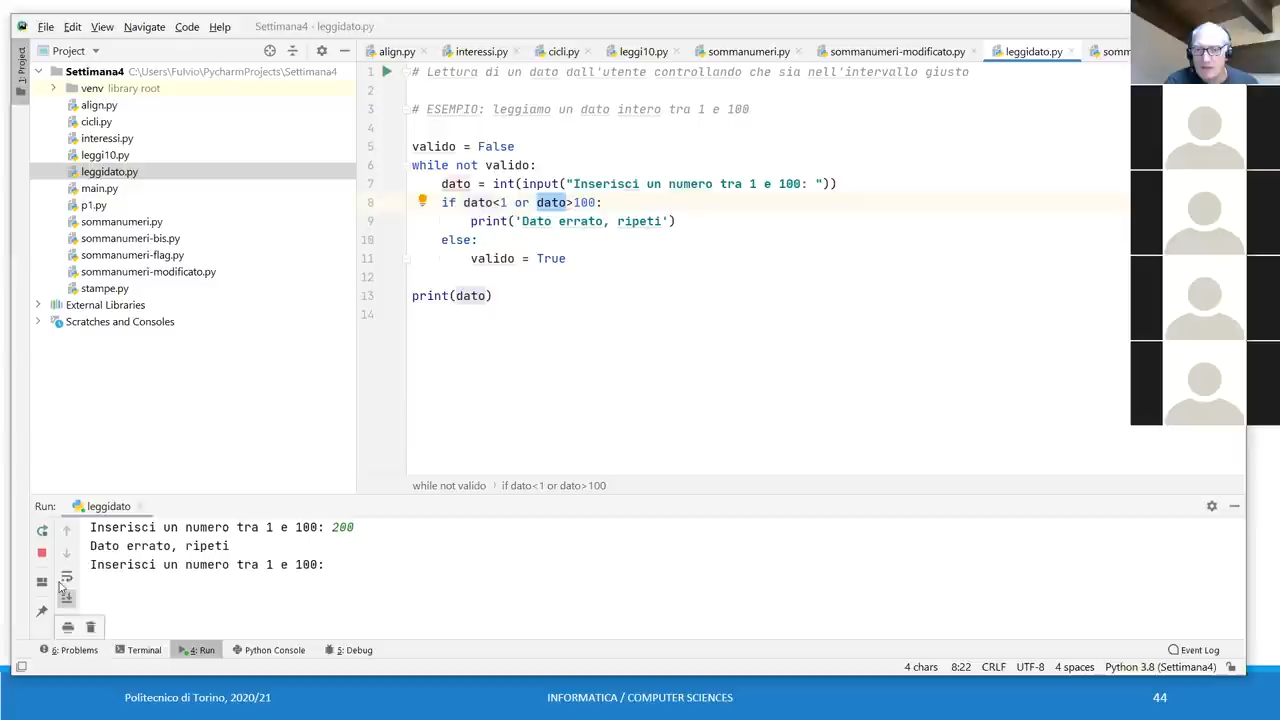 File Edit View Navigate Code Help Settimana4 - leggidato.py
Project
align.py interessi.py cicli.py leggi10.py sommanumeri.py sommanumeri-modificato.py leggidato.py somm
1: Project
Settimana4 C:\Users\Fulvio\PycharmProjects\Settimana4
venv library root
align.py
cicli.py
interessi.py
leggi10.py
leggidato.py
main.py
p1.py
sommanumeri.py
sommanumeri-bis.py
sommanumeri-flag.py
sommanumeri-modificato.py
stampe.py
External Libraries
Scratches and Consoles
1 # Lettura di un dato dall'utente controllando che sia nell'intervallo giusto
2
3 # ESEMPIO: leggiamo un dato intero tra 1 e 100
4
5 valido = False
6 while not valido:
7 dato = int(input("Inserisci un numero tra 1 e 100: "))
8 if dato<1 or dato>100:
9 print('Dato errato, ripeti')
10 else:
11 valido = True
12
13 print(dato)
14
while not valido if dato<1 or dato>100
Run: leggidato
Inserisci un numero tra 1 e 100: 200
Dato errato, ripeti
Inserisci un numero tra 1 e 100:
6: Problems Terminal 4: Run Python Console 5: Debug Event Log
4 chars 8:22 CRLF UTF-8 4 spaces Python 3.8 (Settimana4)
Politecnico di Torino, 2020/21 INFORMATICA / COMPUTER SCIENCES 44